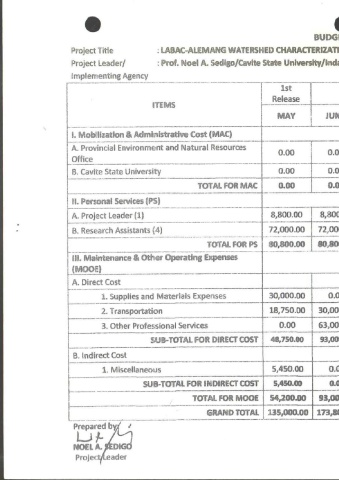 BUDG
Project Title : LABAC-ALEMANG WATERSHED CHARACTERIZATI
Project Leader/ : Prof. Noel A. Sedigo/Cavite State University/Inda
Implementing Agency
ITEMS
1st
Release
MAY JUN
I. Mobilization & Administrative Cost (MAC)
A. Provincial Environment and Natural Resources
Office 0.00 0.0
B. Cavite State University 0.00 0.0
TOTAL FOR MAC 0.00 0.0
II. Personal Services (PS)
A. Project Leader (1) 8,800.00 8,800
B. Research Assistants (4) 72,000.00 72,00
TOTAL FOR PS 80,800.00 80,80
III. Maintenance & Other Operating Expenses
(MOOE)
A. Direct Cost
1. Supplies and Materials Expenses 30,000.00 0.0
2. Transportation 18,750.00 30,00
3. Other Professional Services 0.00 63,00
SUB-TOTAL FOR DIRECT COST 48,750.00 93,00
B. Indirect Cost
1. Miscellaneous 5,450.00 0.0
SUB-TOTAL FOR INDIRECT COST 5,450.00 0.0
TOTAL FOR MOOE 54,200.00 93,00
GRAND TOTAL 135,000.00 173,80
Prepared by:
NOEL A. SEDIGO
Project Leader